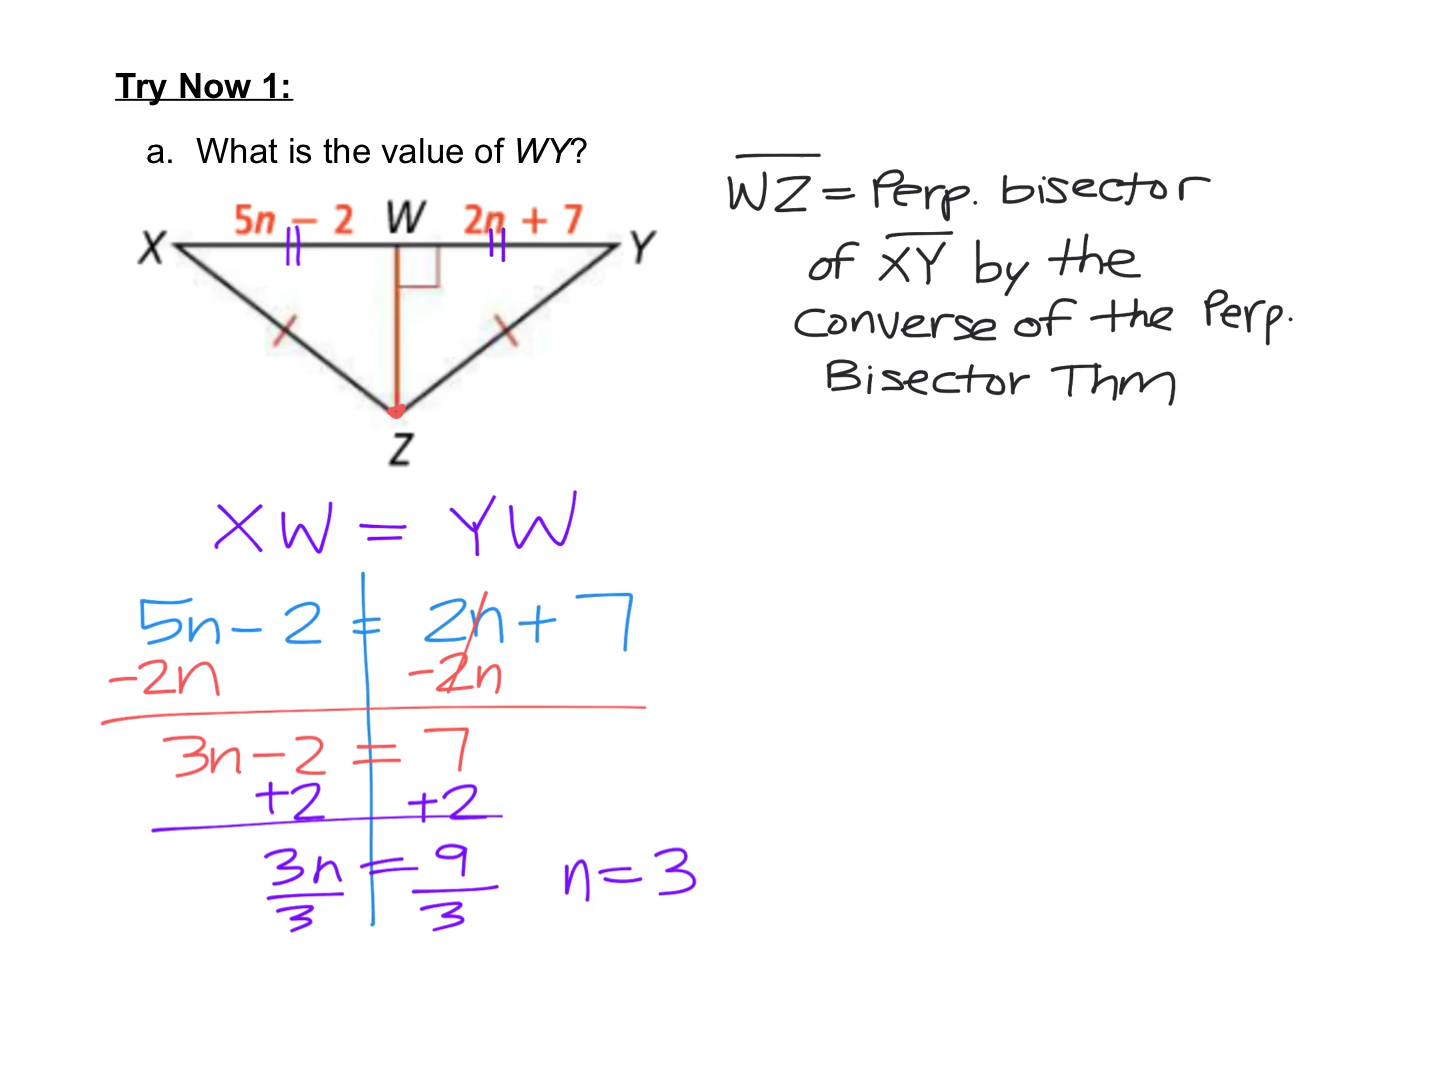 Try Now 1:
a. What is the value of WY?
5n - 2 W 2n + 7
X Y
Z
WZ = Perp. bisector
of XY by the
converse of the Perp.
Bisector Thm
XW = YW
5n - 2 = 2n + 7
-2n -2n
3n - 2 = 7
+2 +2
3n = 9
3 3
n = 3